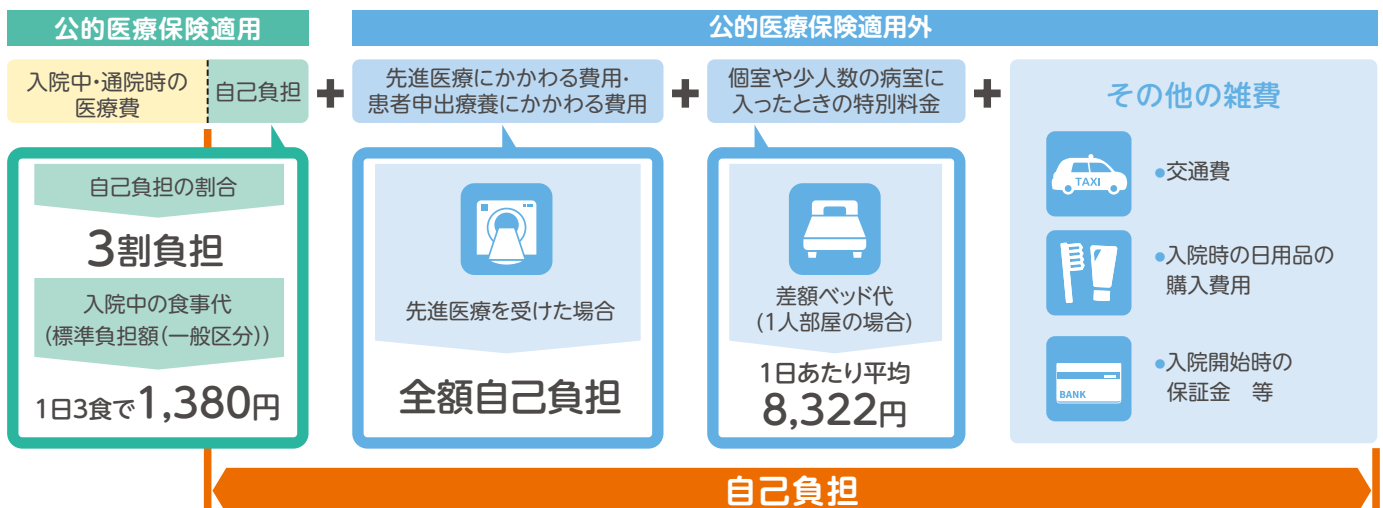 公的医療保険適用
公的医療保険適用外
入院中・通院時の
医療費
自己負担
+
先進医療にかかわる費用・
患者申出療養にかかわる費用
+
個室や少人数の病室に
入ったときの特別料金
+
その他の雑費
自己負担の割合
3割負担
入院中の食事代
(標準負担額(一般区分))
1日3食で1,380円
先進医療を受けた場合
全額自己負担
差額ベッド代
(1人部屋の場合)
1日あたり平均
8,322円
TAXI
●交通費
●入院時の日用品の
購入費用
BANK
●入院開始時の
保証金　等
自己負担